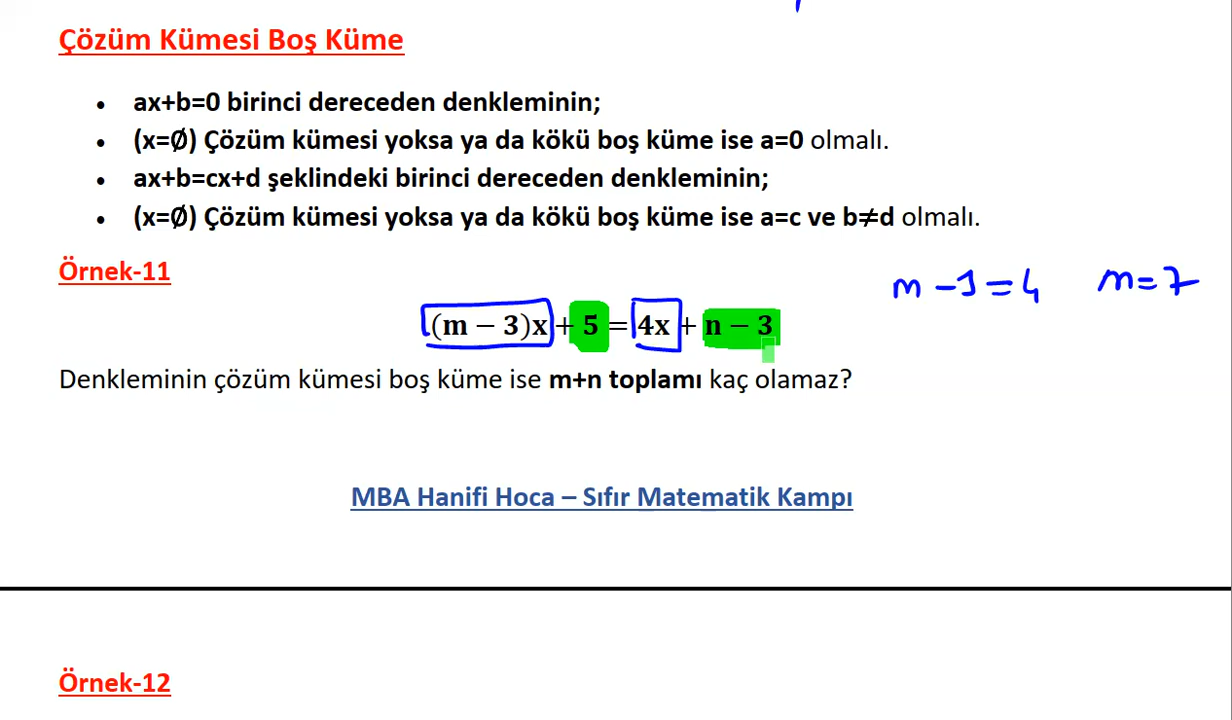 Çözüm Kümesi Boş Küme
• ax+b=0 birinci dereceden denkleminin;
• (x=∅) Çözüm kümesi yoksa ya da kökü boş küme ise a=0 olmalı.
• ax+b=cx+d şeklindeki birinci dereceden denkleminin;
• (x=∅) Çözüm kümesi yoksa ya da kökü boş küme ise a=c ve b≠d olmalı.
Örnek-11
m - 3 = 4 m = 7
(m − 3)x + 5 = 4x + n − 3
Denkleminin çözüm kümesi boş küme ise m+n toplamı kaç olamaz?
MBA Hanifi Hoca – Sıfır Matematik Kampı
Örnek-12